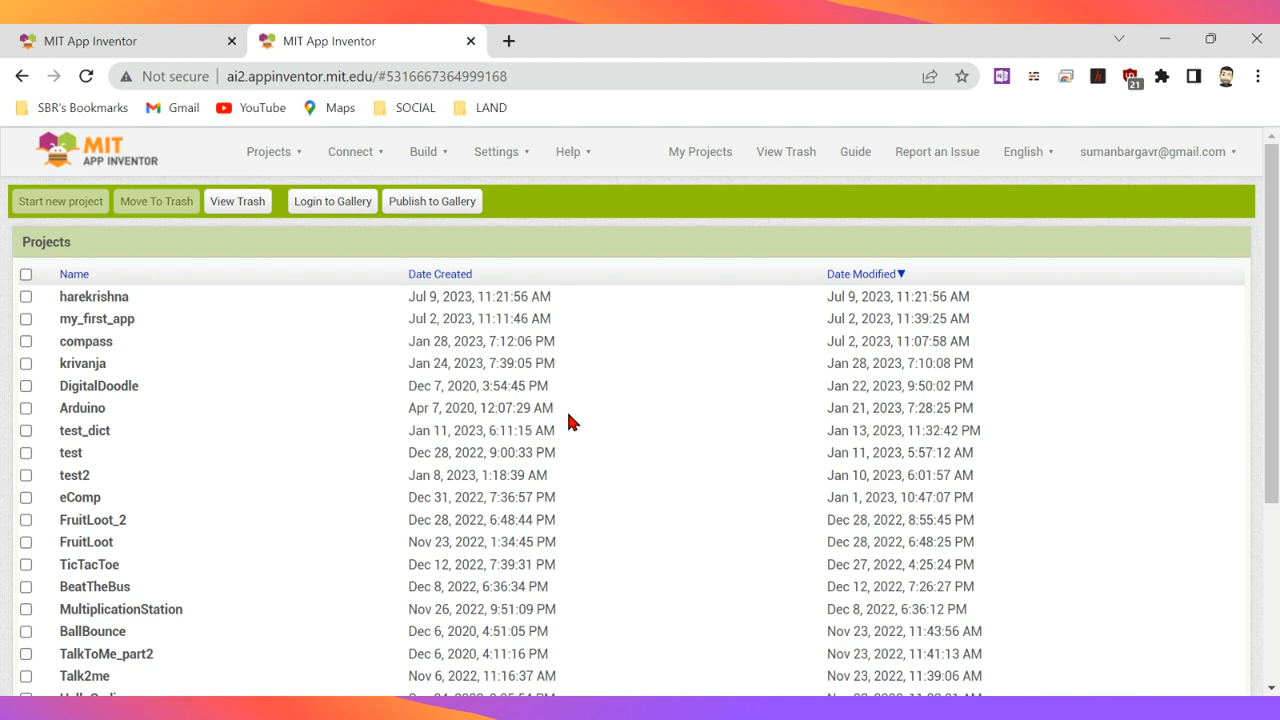 MIT App Inventor
MIT App Inventor
Not secure
ai2.appinventor.mit.edu/#5316667364999168
21
SBR's Bookmarks
Gmail
YouTube
Maps
SOCIAL
LAND
MIT
APP INVENTOR
Projects
Connect
Build
Settings
Help
My Projects
View Trash
Guide
Report an Issue
English
sumanbargavr@gmail.com
Start new project
Move To Trash
View Trash
Login to Gallery
Publish to Gallery
Projects
Name Date Created Date Modified▼
harekrishna Jul 9, 2023, 11:21:56 AM Jul 9, 2023, 11:21:56 AM
my_first_app Jul 2, 2023, 11:11:46 AM Jul 2, 2023, 11:39:25 AM
compass Jan 28, 2023, 7:12:06 PM Jul 2, 2023, 11:07:58 AM
krivanja Jan 24, 2023, 7:39:05 PM Jan 28, 2023, 7:10:08 PM
DigitalDoodle Dec 7, 2020, 3:54:45 PM Jan 22, 2023, 9:50:02 PM
Arduino Apr 7, 2020, 12:07:29 AM Jan 21, 2023, 7:28:25 PM
test_dict Jan 11, 2023, 6:11:15 AM Jan 13, 2023, 11:32:42 PM
test Dec 28, 2022, 9:00:33 PM Jan 11, 2023, 5:57:12 AM
test2 Jan 8, 2023, 1:18:39 AM Jan 10, 2023, 6:01:57 AM
eComp Dec 31, 2022, 7:36:57 PM Jan 1, 2023, 10:47:07 PM
FruitLoot_2 Dec 28, 2022, 6:48:44 PM Dec 28, 2022, 8:55:45 PM
FruitLoot Nov 23, 2022, 1:34:45 PM Dec 28, 2022, 6:48:25 PM
TicTacToe Dec 12, 2022, 7:39:31 PM Dec 27, 2022, 4:25:24 PM
BeatTheBus Dec 8, 2022, 6:36:34 PM Dec 12, 2022, 7:26:27 PM
MultiplicationStation Nov 26, 2022, 9:51:09 PM Dec 8, 2022, 6:36:12 PM
BallBounce Dec 6, 2020, 4:51:05 PM Nov 23, 2022, 11:43:56 AM
TalkToMe_part2 Dec 6, 2020, 4:11:16 PM Nov 23, 2022, 11:41:13 AM
Talk2me Nov 6, 2022, 11:16:37 AM Nov 23, 2022, 11:39:06 AM